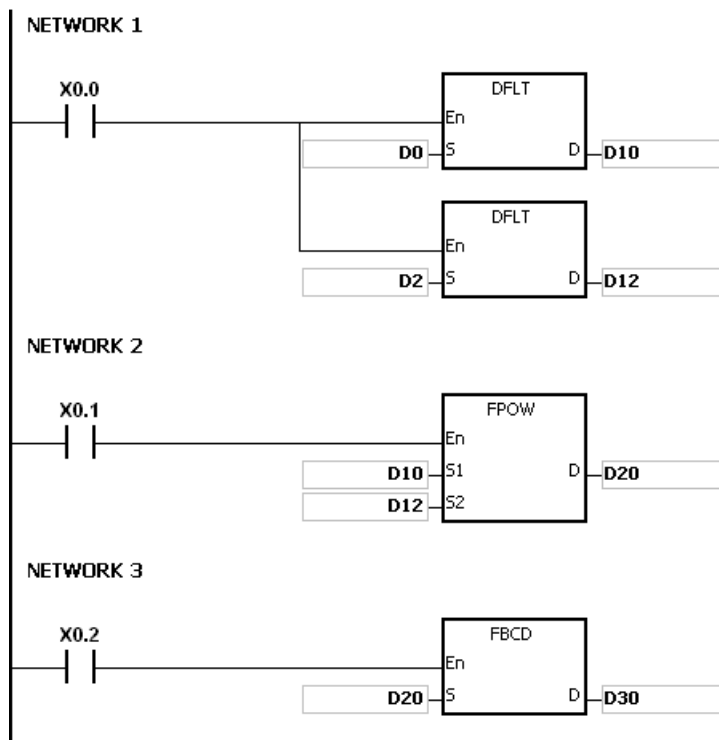 NETWORK 1
X0.0
DFLT
En
D0 S D D10
DFLT
En
D2 S D D12
NETWORK 2
X0.1
FPOW
En
D10 S1 D D20
D12 S2
NETWORK 3
X0.2
FBCD
En
D20 S D D30